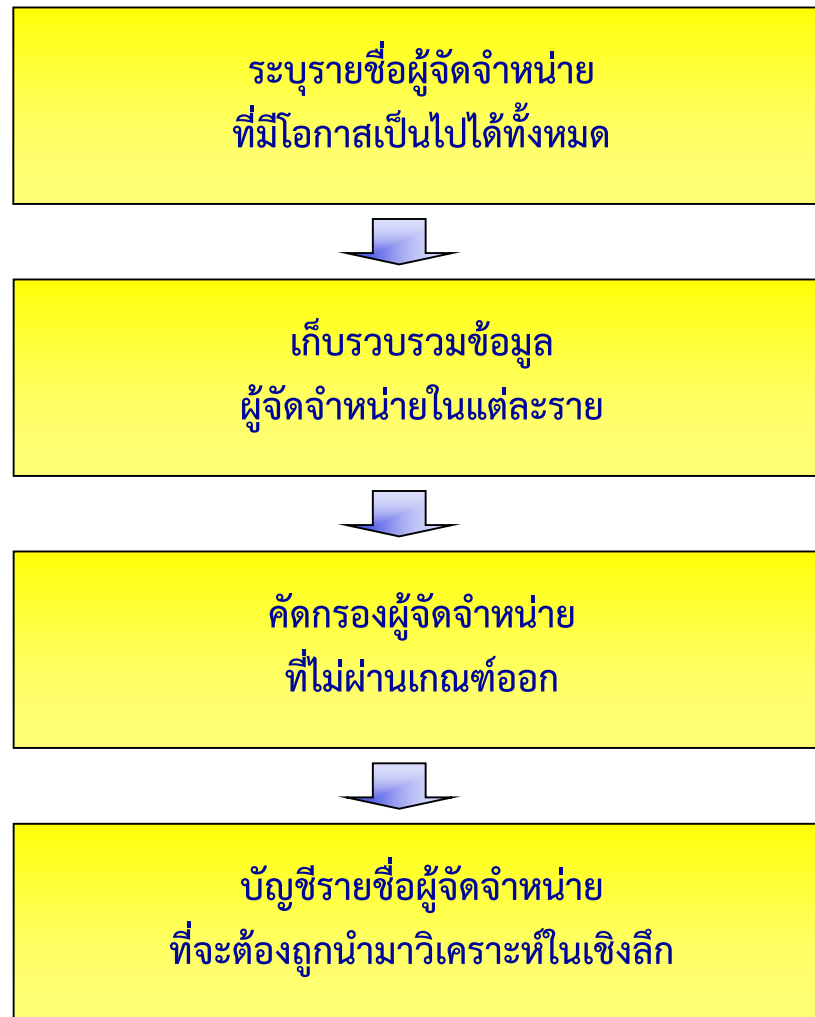 ระบุรายชื่อผู้จัดจำหน่าย
ที่มีโอกาสเป็นไปได้ทั้งหมด
เก็บรวบรวมข้อมูล
ผู้จัดจำหน่ายในแต่ละราย
คัดกรองผู้จัดจำหน่าย
ที่ไม่ผ่านเกณฑ์ออก
บัญชีรายชื่อผู้จัดจำหน่าย
ที่จะต้องถูกนำมาวิเคราะห์ในเชิงลึก